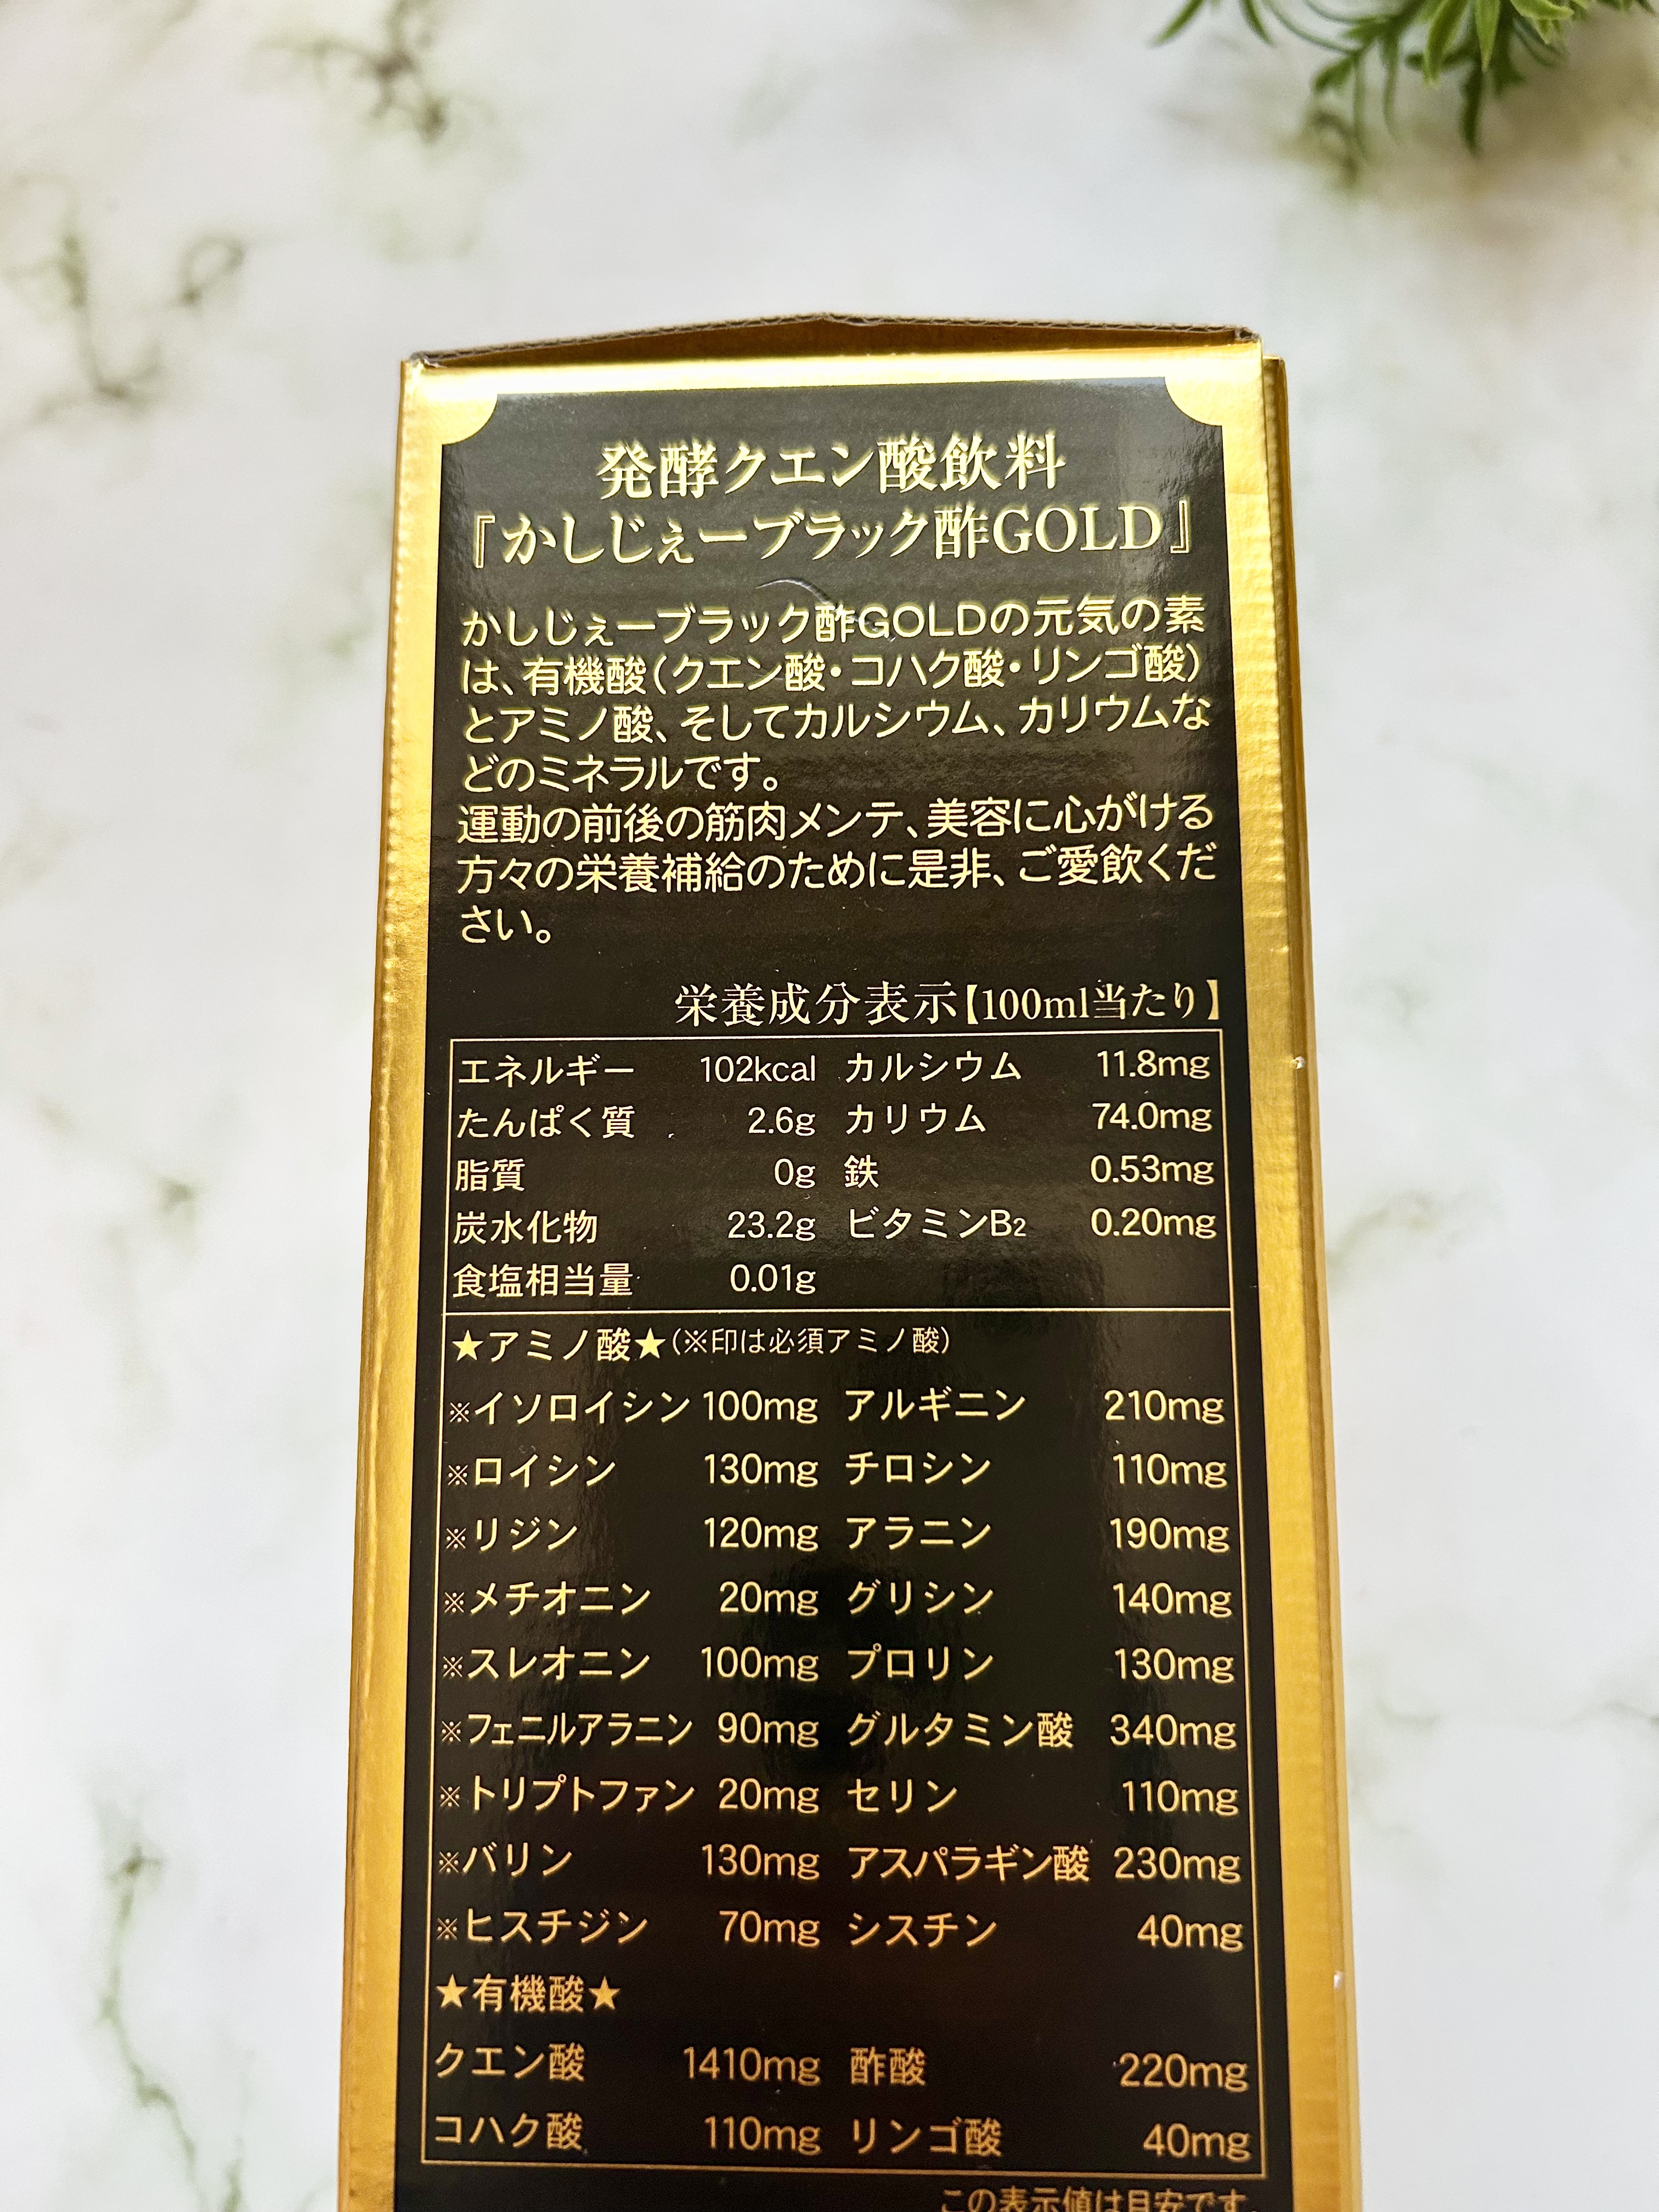 発酵クエン酸飲料
『かしじぇーブラック酢GOLD』
かしじぇーブラック酢GOLDの元気の素
は、有機酸(クエン酸・コハク酸・リンゴ酸)
とアミノ酸、そしてカルシウム、カリウムな
どのミネラルです。
運動の前後の筋肉メンテ、美容に心がける
方々の栄養補給のために是非、ご愛飲くだ
さい。
栄養成分表示【100ml当たり】
エネルギー 102kcal カルシウム 11.8mg
たんぱく質 2.6g カリウム 74.0mg
脂質 0g 鉄 0.53mg
炭水化物 23.2g ビタミンB2 0.20mg
食塩相当量 0.01g
★アミノ酸★(※印は必須アミノ酸)
※イソロイシン 100mg アルギニン 210mg
※ロイシン 130mg チロシン 110mg
※リジン 120mg アラニン 190mg
※メチオニン 20mg グリシン 140mg
※スレオニン 100mg プロリン 130mg
※フェニルアラニン 90mg グルタミン酸 340mg
※トリプトファン 20mg セリン 110mg
※バリン 130mg アスパラギン酸 230mg
※ヒスチジン 70mg シスチン 40mg
★有機酸★
クエン酸 1410mg 酢酸 220mg
コハク酸 110mg リンゴ酸 40mg
この表示値は目安です。